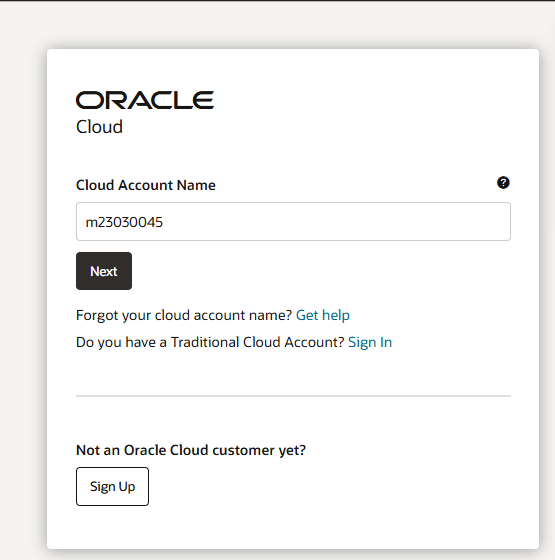 ORACLE
Cloud
Cloud Account Name
?
m23030045
Next
Forgot your cloud account name? Get help
Do you have a Traditional Cloud Account? Sign In
Not an Oracle Cloud customer yet?
Sign Up